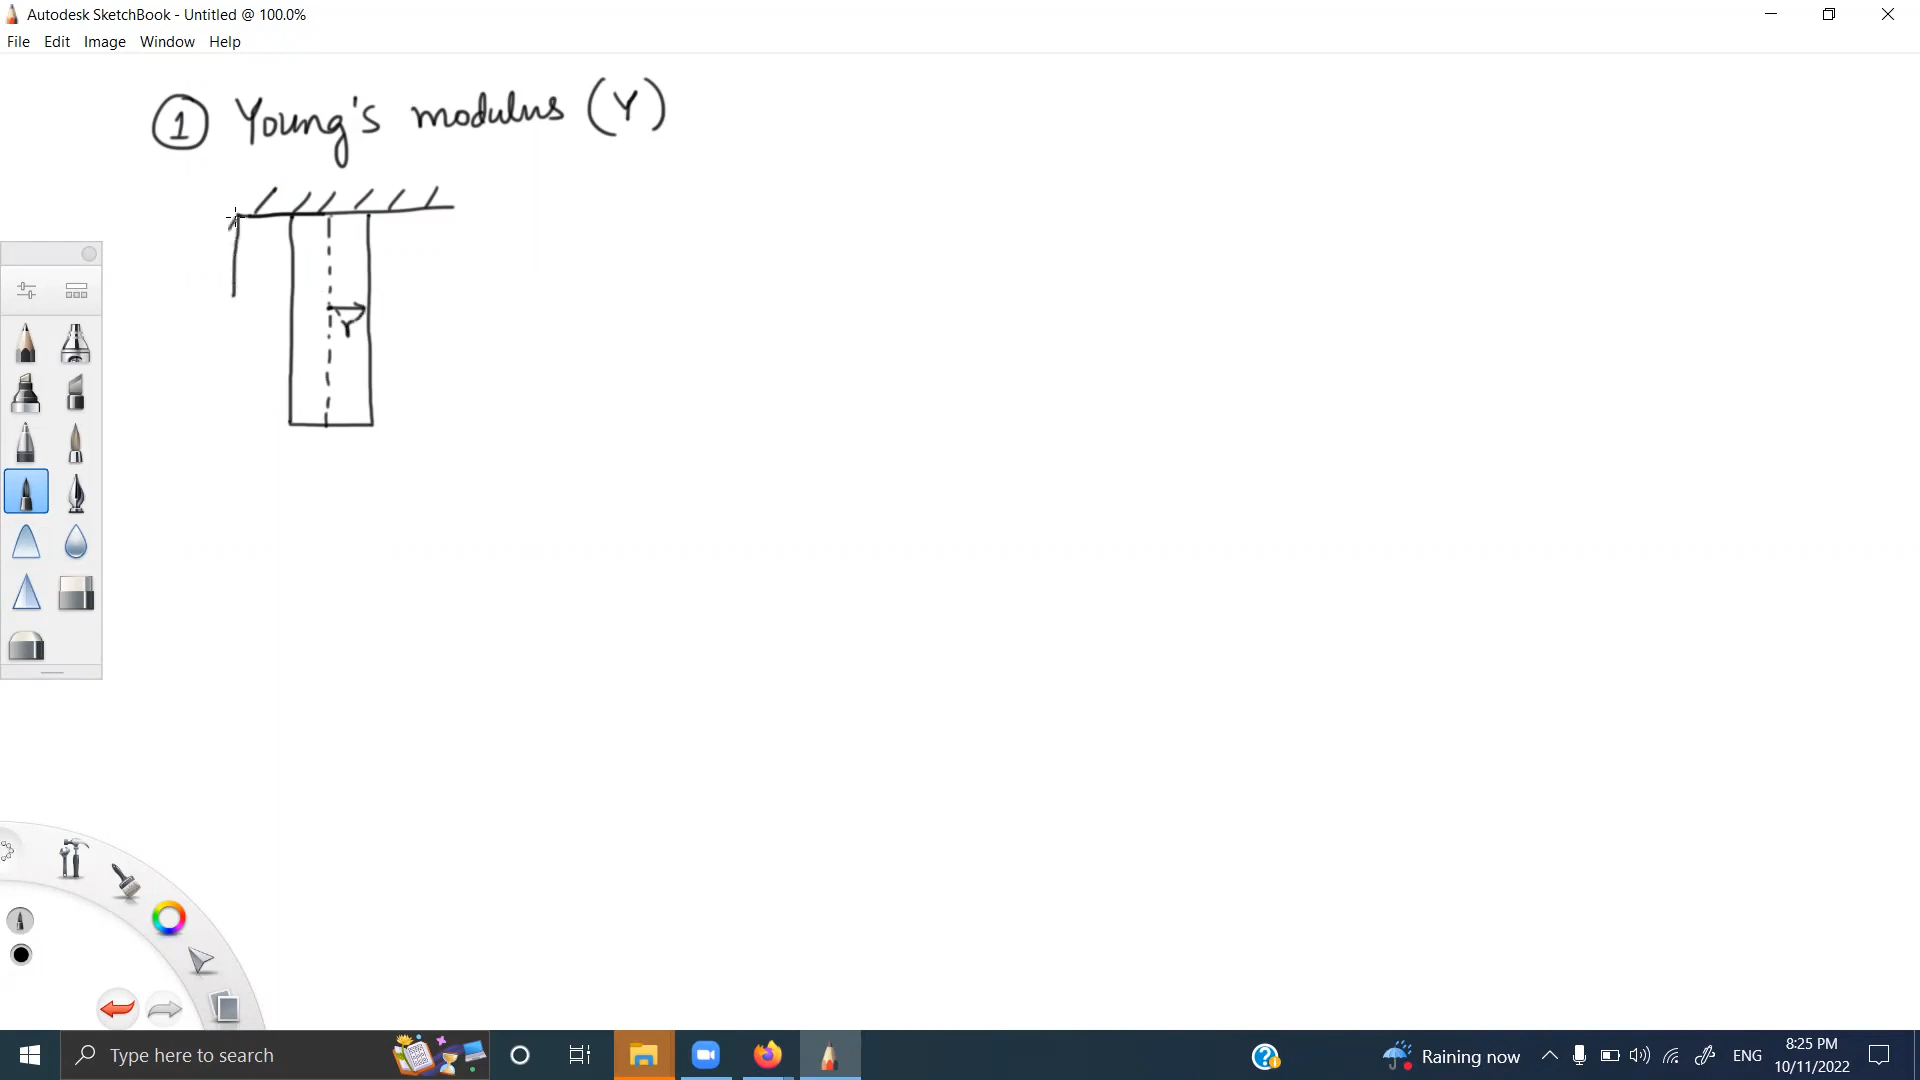 Autodesk SketchBook - Untitled @ 100.0%
File Edit Image Window Help
① Young's modulus (Y)
r
Type here to search
Raining now
ENG
8:25 PM
10/11/2022